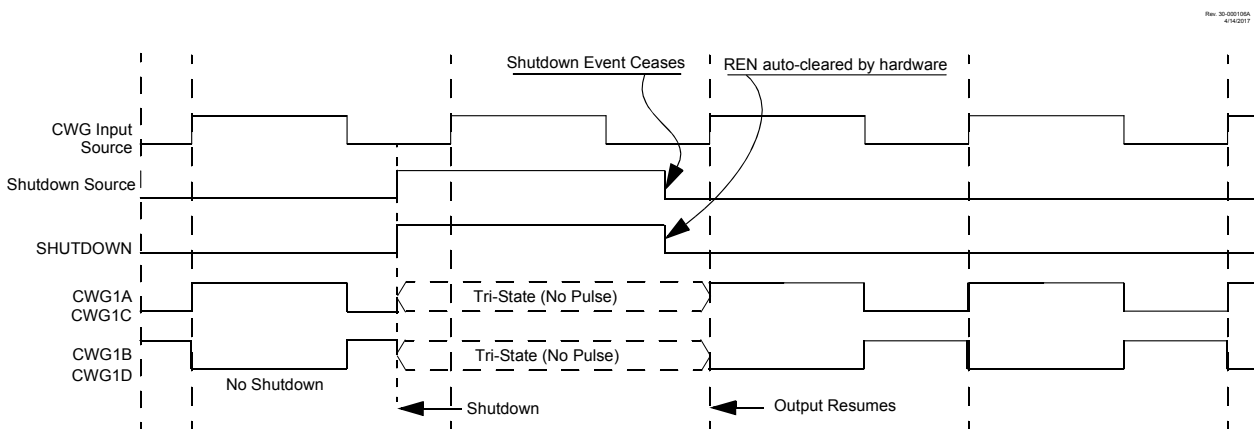 Rev. 30-000108A
4/14/2017
Shutdown Event Ceases
REN auto-cleared by hardware
CWG Input
Source
Shutdown Source
SHUTDOWN
CWG1A
CWG1C
Tri-State (No Pulse)
CWG1B
CWG1D
Tri-State (No Pulse)
No Shutdown
Shutdown
Output Resumes